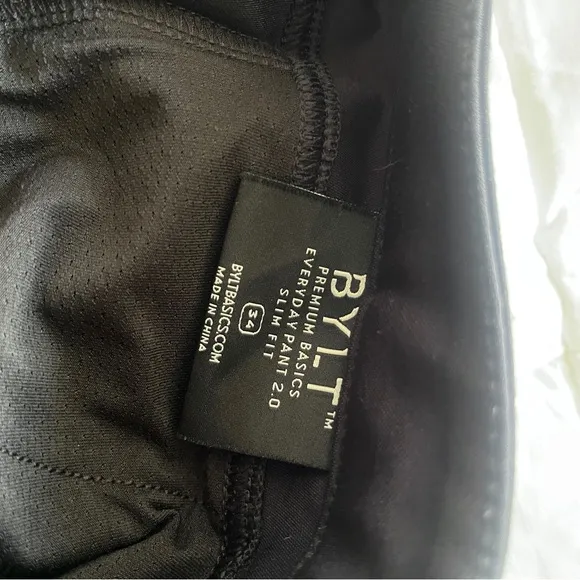 BYLT™
PREMIUM BASICS
EVERYDAY PANT 2.0
SLIM FIT
34
BYLTBASICS.COM
MADE IN CHINA